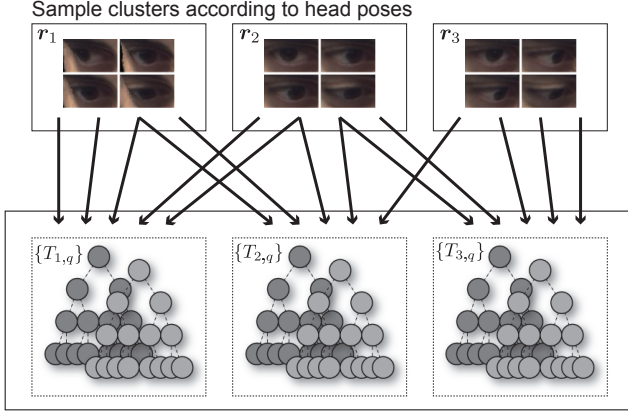 Sample clusters according to head poses
r₁ r₂ r₃
{T₁,q} {T₂,q} {T₃,q}